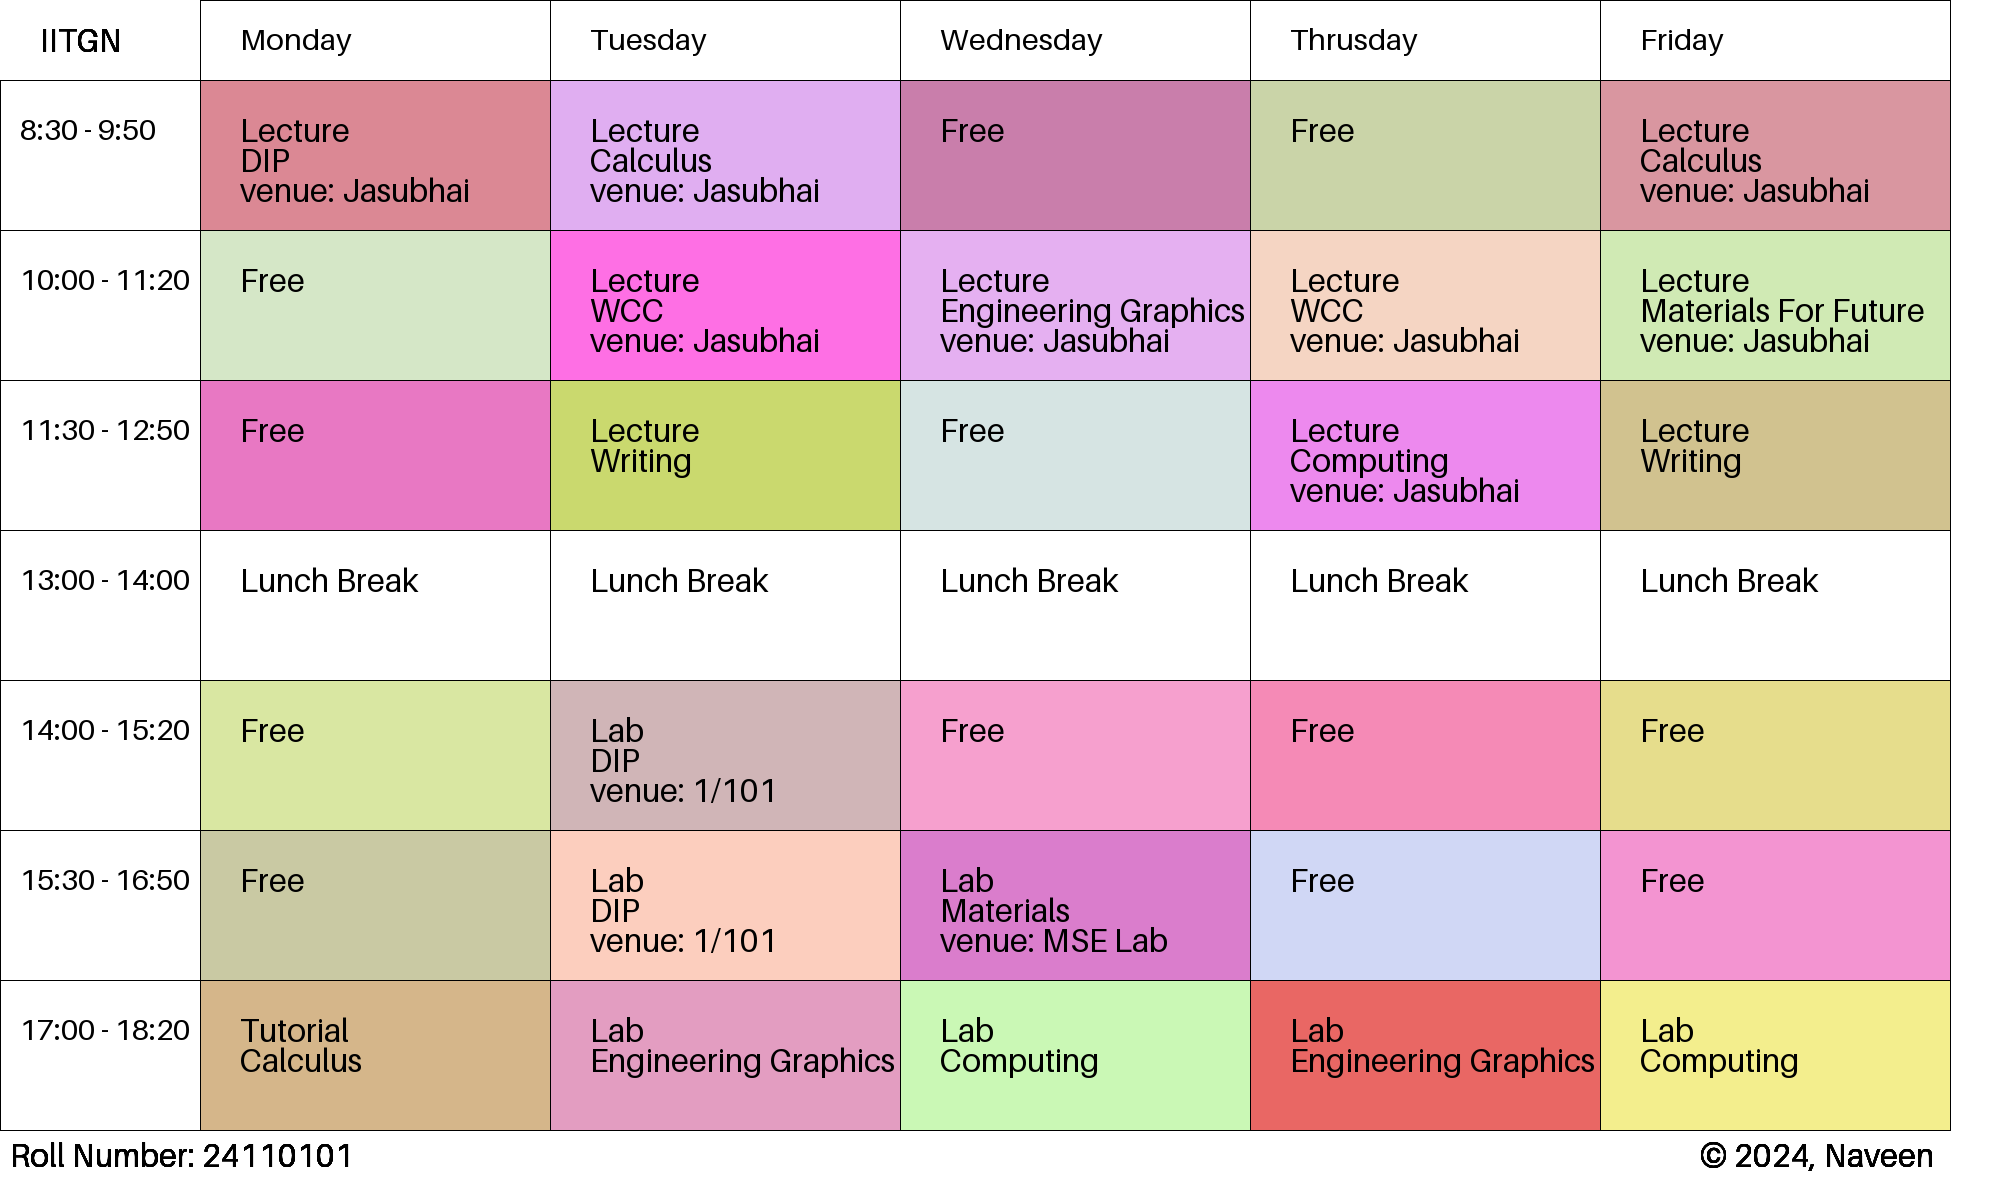 IITGN
Monday
Tuesday
Wednesday
Thrusday
Friday
8:30 - 9:50
Lecture
DIP
venue: Jasubhai
Lecture
Calculus
venue: Jasubhai
Free
Free
Lecture
Calculus
venue: Jasubhai
10:00 - 11:20
Free
Lecture
WCC
venue: Jasubhai
Lecture
Engineering Graphics
venue: Jasubhai
Lecture
WCC
venue: Jasubhai
Lecture
Materials For Future
venue: Jasubhai
11:30 - 12:50
Free
Lecture
Writing
Free
Lecture
Computing
venue: Jasubhai
Lecture
Writing
13:00 - 14:00
Lunch Break
Lunch Break
Lunch Break
Lunch Break
Lunch Break
14:00 - 15:20
Free
Lab
DIP
venue: 1/101
Free
Free
Free
15:30 - 16:50
Free
Lab
DIP
venue: 1/101
Lab
Materials
venue: MSE Lab
Free
Free
17:00 - 18:20
Tutorial
Calculus
Lab
Engineering Graphics
Lab
Computing
Lab
Engineering Graphics
Lab
Computing
Roll Number: 24110101
© 2024, Naveen